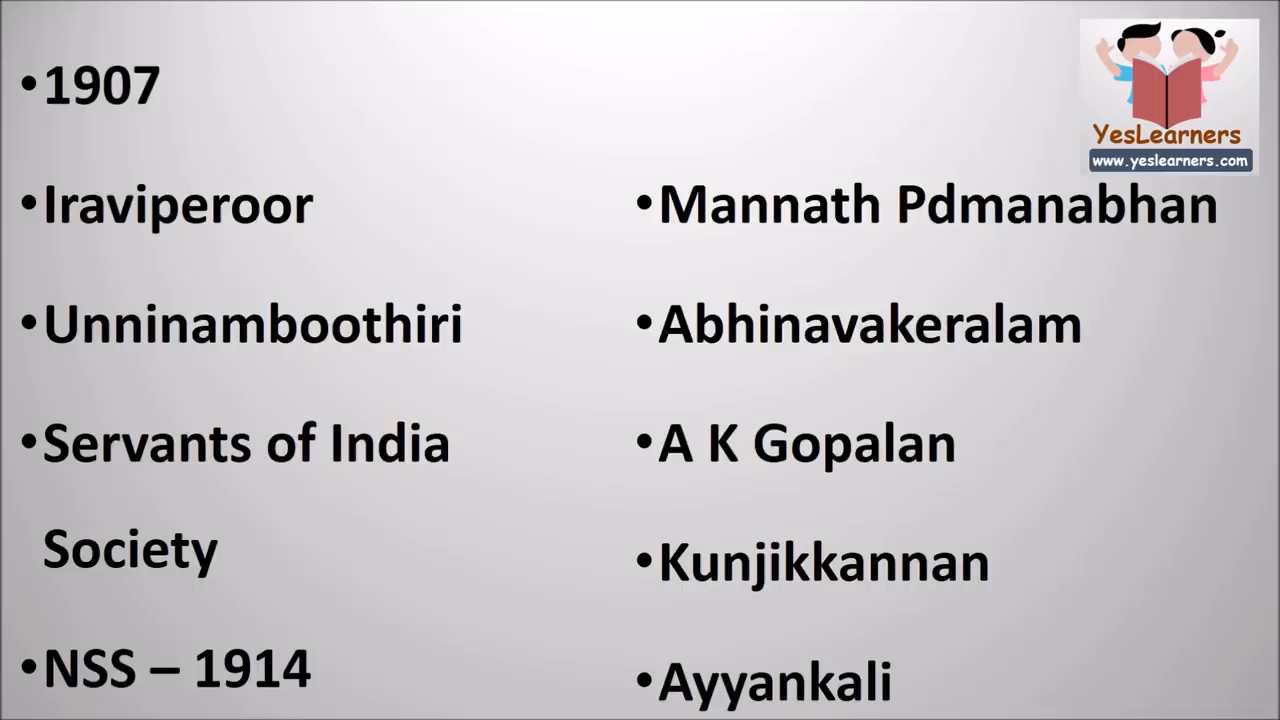 •1907
•Iraviperoor
•Unninamboothiri
•Servants of India
Society
•NSS – 1914
YesLearners
www.yeslearners.com
•Mannath Pdmanabhan
•Abhinavakeralam
•A K Gopalan
•Kunjikkannan
•Ayyankali